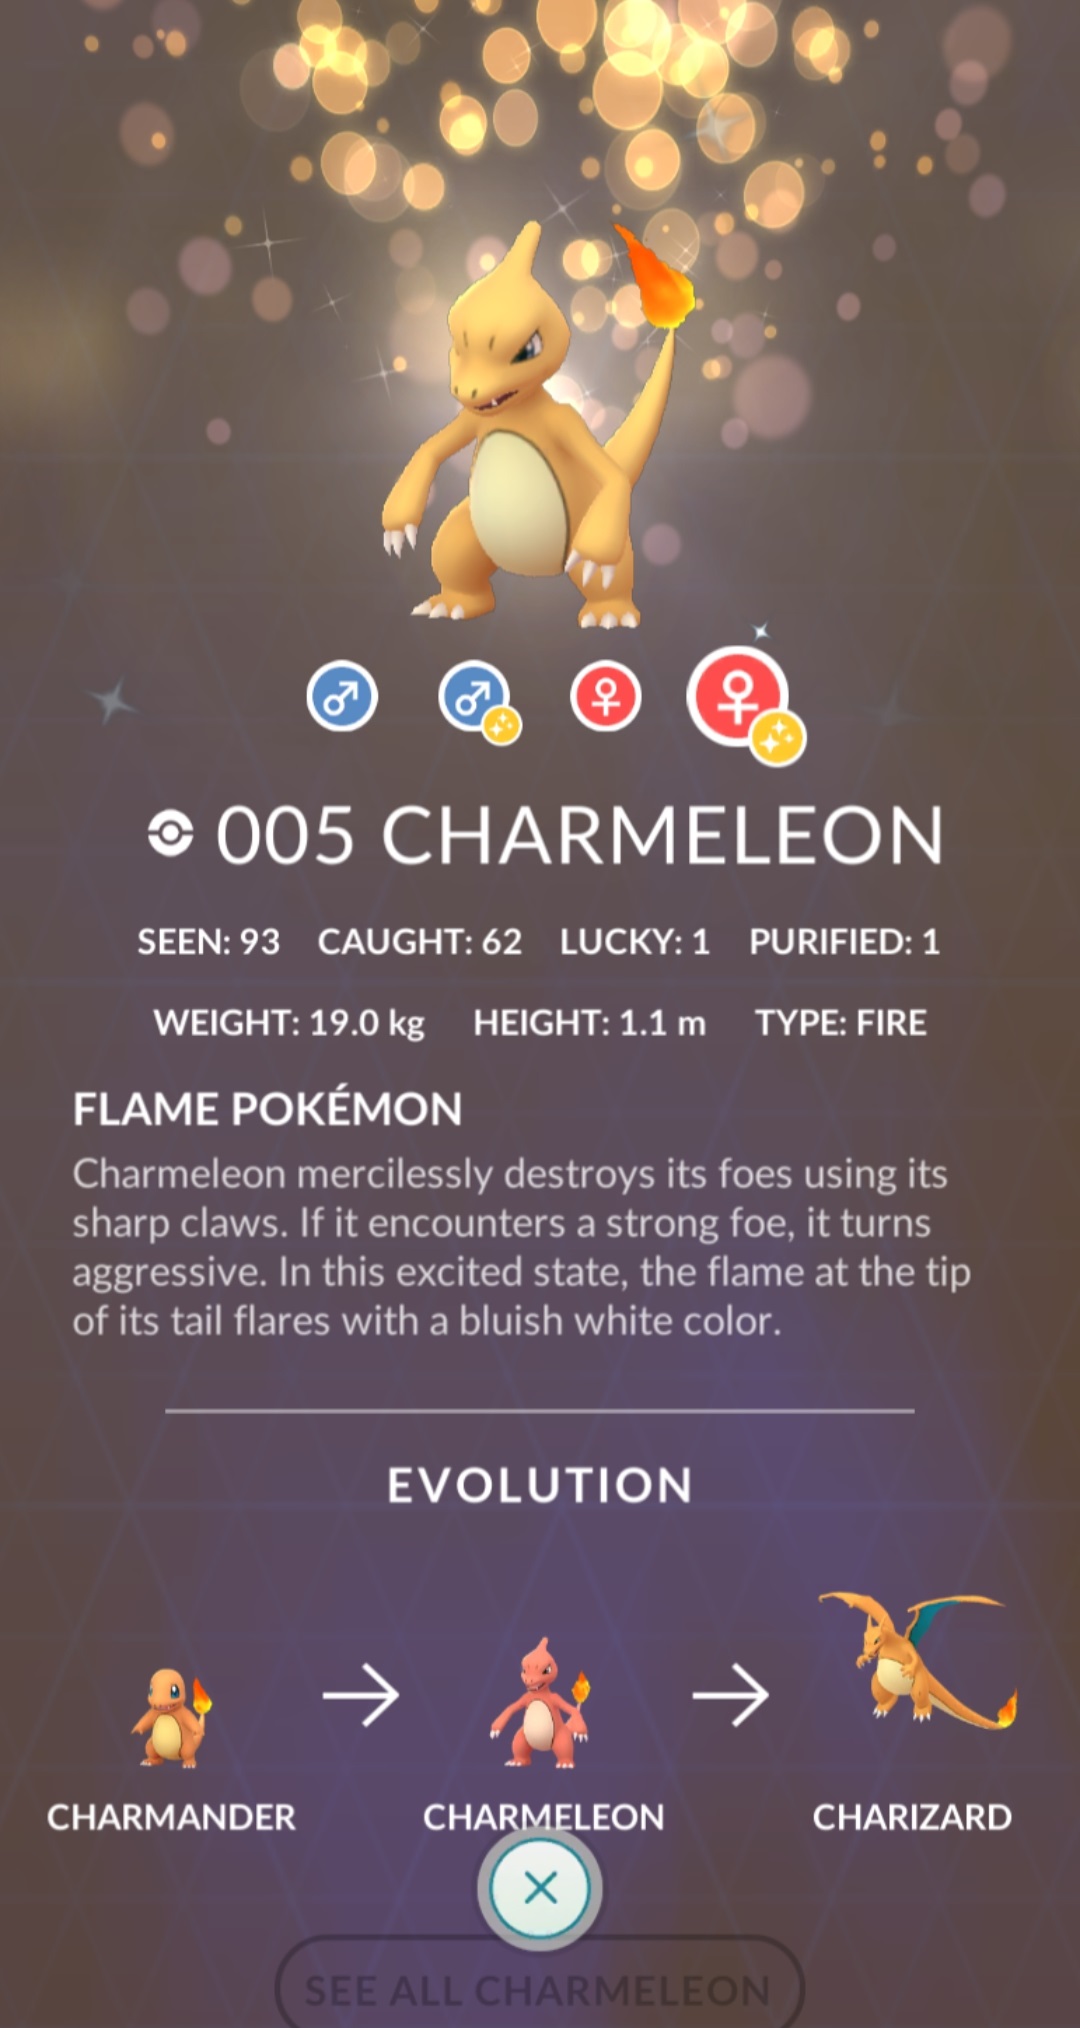 005 CHARMELEON
SEEN: 93 CAUGHT: 62 LUCKY: 1 PURIFIED: 1
WEIGHT: 19.0 kg HEIGHT: 1.1 m TYPE: FIRE
FLAME POKÉMON
Charmeleon mercilessly destroys its foes using its
sharp claws. If it encounters a strong foe, it turns
aggressive. In this excited state, the flame at the tip
of its tail flares with a bluish white color.
EVOLUTION
CHARMANDER CHARMELEON CHARIZARD
SEE ALL CHARMELEON